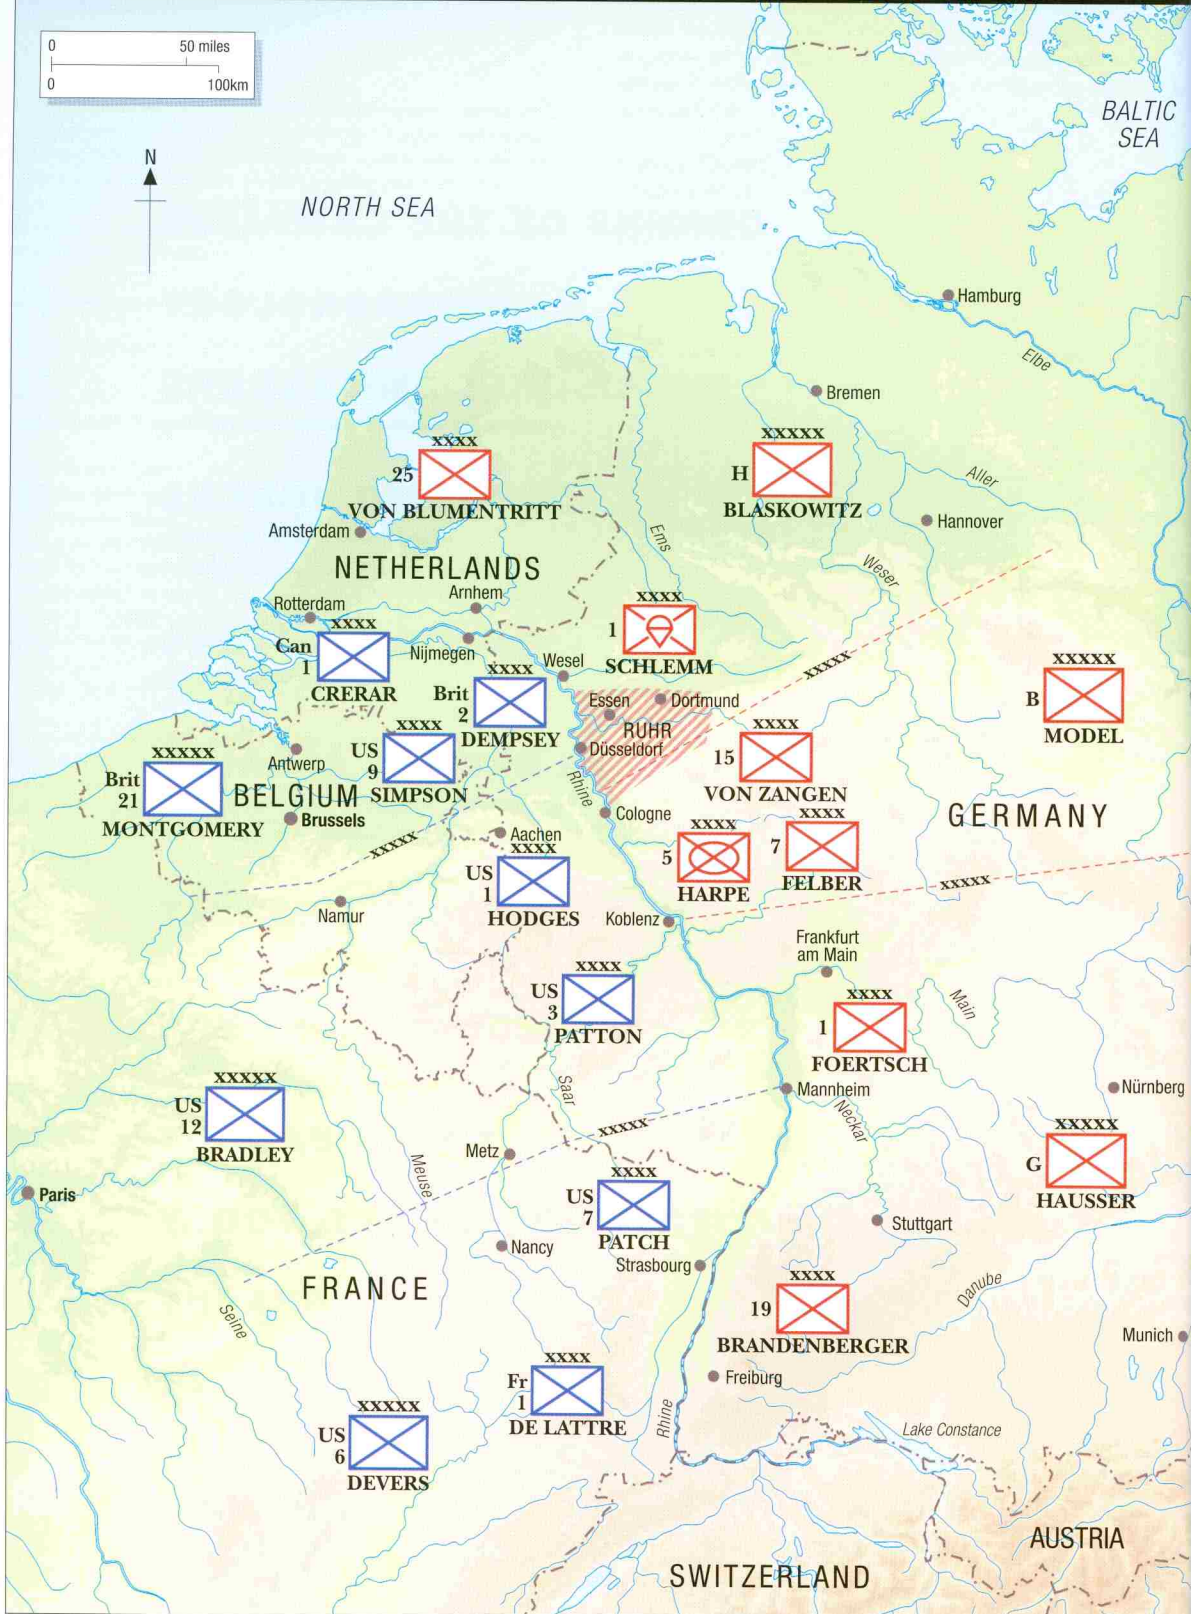 0 50 miles
0 100km
N
NORTH SEA
BALTIC
SEA
Hamburg
Elbe
Bremen
xxxx
25
VON BLUMENTRITT
xxxxx
H
BLASKOWITZ
Aller
Amsterdam
Hannover
Ems
Weser
NETHERLANDS
Arnhem
Rotterdam
xxxx
Can
1
CRERAR
Nijmegen
xxxx
1
SCHLEMM
Wesel
xxxxx
xxxx
Brit
2
DEMPSEY
Essen
Dortmund
RUHR
Düsseldorf
xxxxx
B
MODEL
xxxx
US
9
SIMPSON
Antwerp
xxxx
15
VON ZANGEN
xxxxx
Brit
21
MONTGOMERY
BELGIUM
Brussels
Rhine
Cologne
GERMANY
xxxxx
Aachen
xxxx
US
1
HODGES
xxxx
5
HARPE
xxxx
7
FELBER
xxxxx
Namur
Koblenz
Frankfurt
am Main
xxxx
US
3
PATTON
xxxx
1
FOERTSCH
Main
xxxxx
US
12
BRADLEY
Saar
Mannheim
Neckar
Nürnberg
xxxxx
Metz
Meuse
xxxxx
G
HAUSSER
Paris
xxxx
US
7
PATCH
Stuttgart
Nancy
Strasbourg
FRANCE
Seine
xxxx
19
BRANDENBERGER
Danube
Munich
xxxx
Fr
1
DE LATTRE
Freiburg
Rhine
xxxxx
US
6
DEVERS
Lake Constance
AUSTRIA
SWITZERLAND